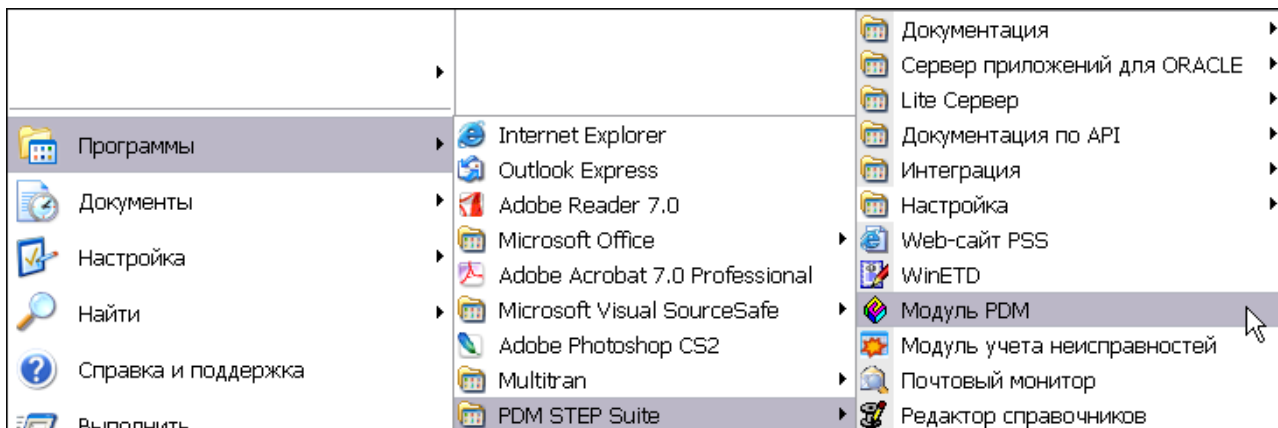 Программы
Документы
Настройка
Найти
Справка и поддержка
Выполнить
Internet Explorer
Outlook Express
Adobe Reader 7.0
Microsoft Office
Adobe Acrobat 7.0 Professional
Microsoft Visual SourceSafe
Adobe Photoshop CS2
Multitran
PDM STEP Suite
Документация
Сервер приложений для ORACLE
Lite Сервер
Документация по API
Интеграция
Настройка
Web-сайт PSS
WinETD
Модуль PDM
Модуль учета неисправностей
Почтовый монитор
Редактор справочников